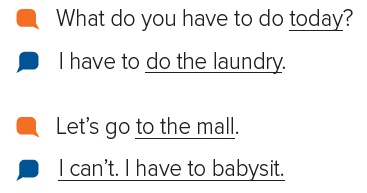 What do you have to do today?
I have to do the laundry.
Let's go to the mall.
I can't. I have to babysit.